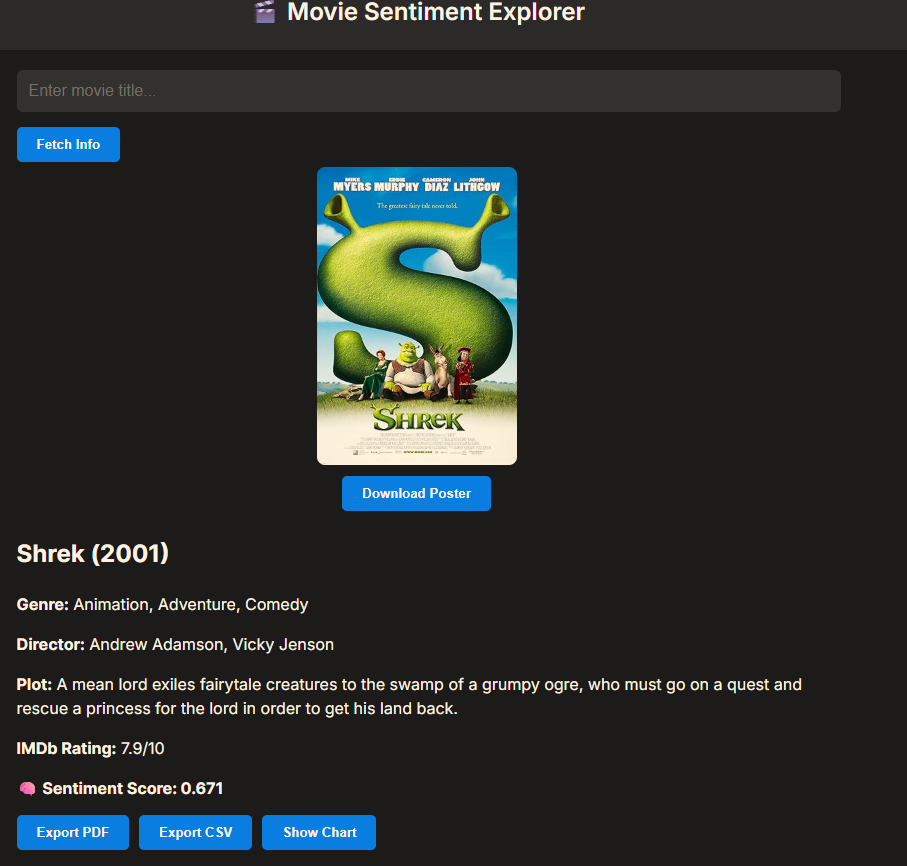 🎬 Movie Sentiment Explorer
Enter movie title...
Fetch Info
MIKE EDDIE CAMERON JOHN
MYERS MURPHY DIAZ LITHGOW
The greatest fairy tale never told.
SHREK
Download Poster
Shrek (2001)
Genre: Animation, Adventure, Comedy
Director: Andrew Adamson, Vicky Jenson
Plot: A mean lord exiles fairytale creatures to the swamp of a grumpy ogre, who must go on a quest and
rescue a princess for the lord in order to get his land back.
IMDb Rating: 7.9/10
🧠 Sentiment Score: 0.671
Export PDF Export CSV Show Chart